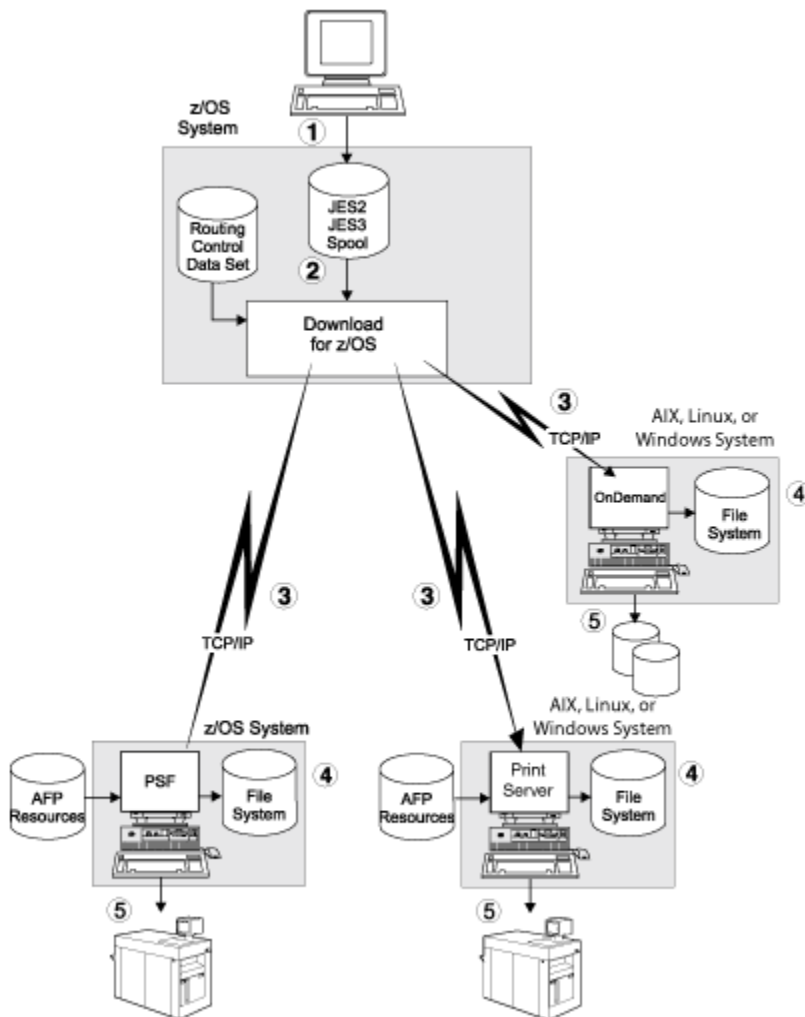 z/OS
System
1
JES2
JES3
Spool
Routing
Control
Data Set
2
Download
for z/OS
3
TCP/IP
AIX, Linux, or
Windows System
OnDemand
File
System
4
5
3
TCP/IP
3
TCP/IP
z/OS System
AFP
Resources
PSF
File
System
4
5
AIX, Linux, or
Windows System
AFP
Resources
Print
Server
File
System
4
5